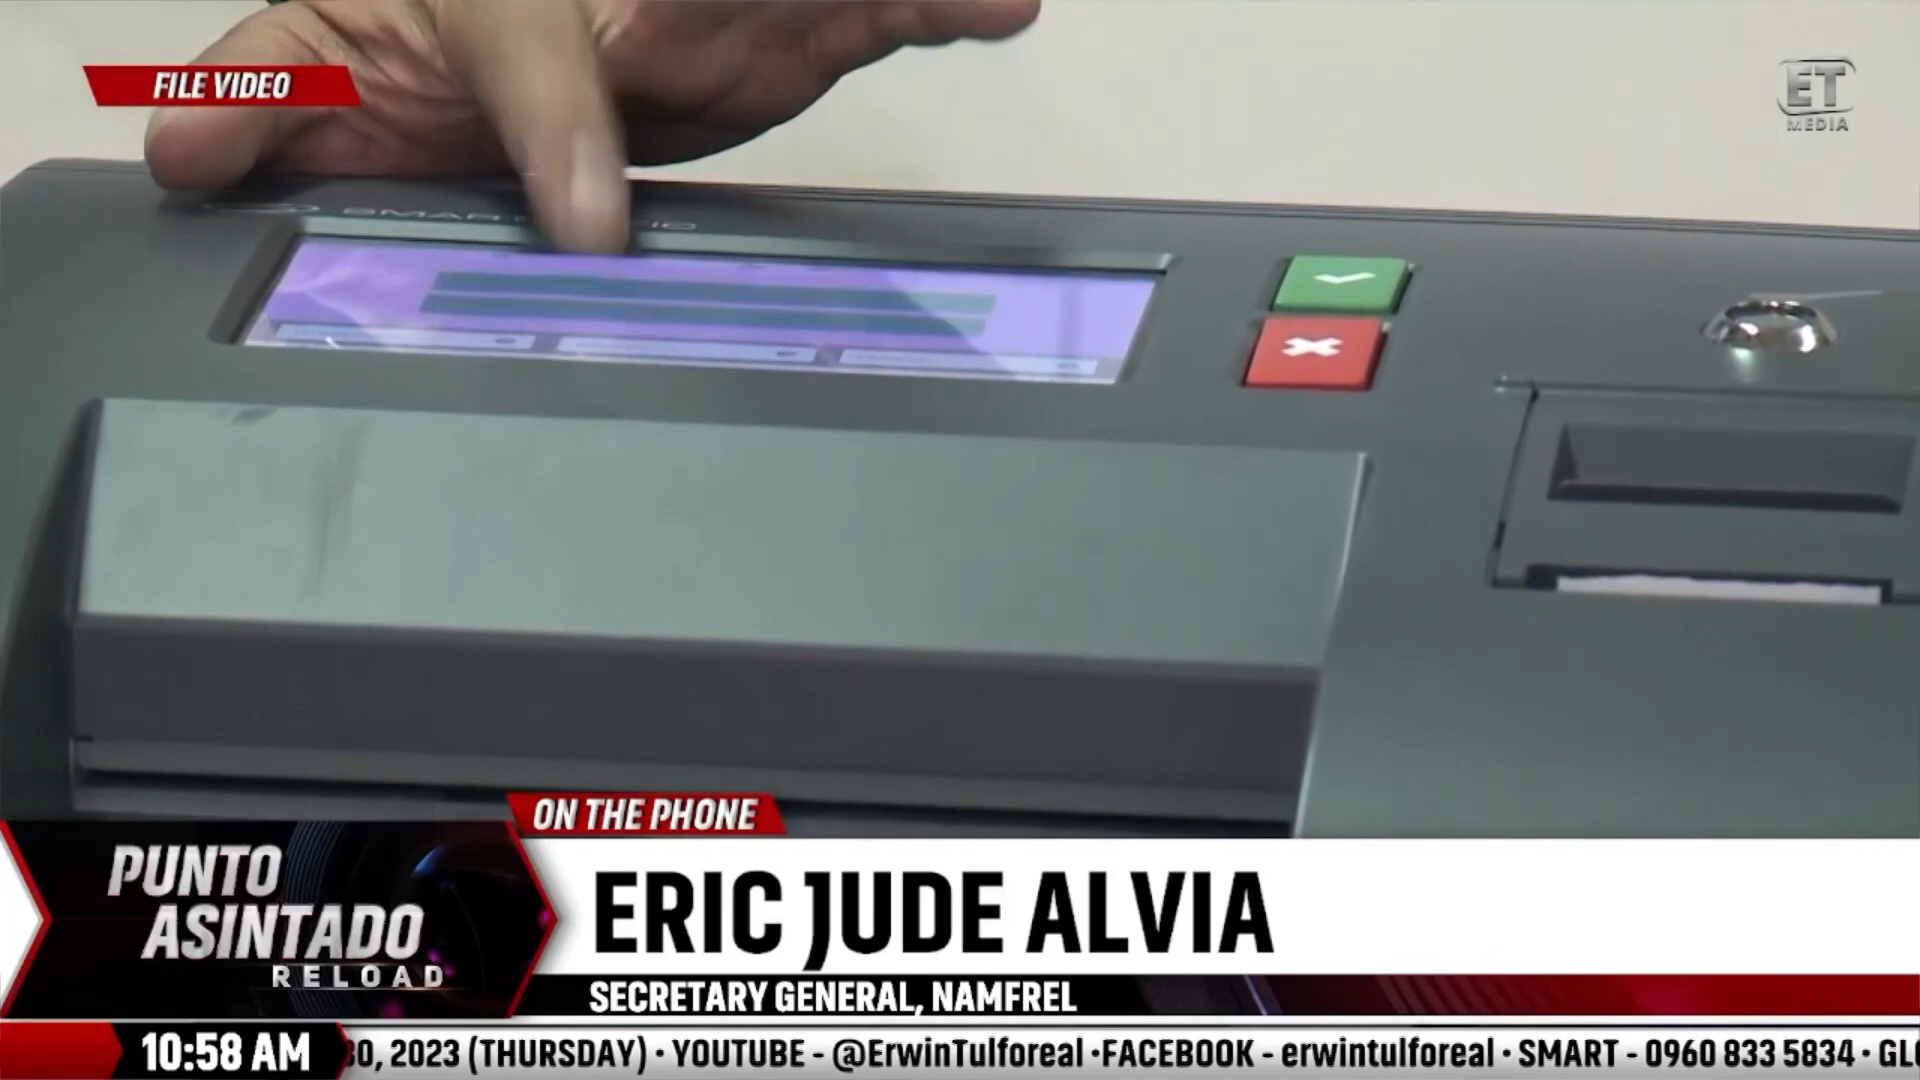 FILE VIDEO
ET
MEDIA
ON THE PHONE
PUNTO
ASINTADO
RELOAD
ERIC JUDE ALVIA
SECRETARY GENERAL, NAMFREL
10:58 AM
30, 2023 (THURSDAY) · YOUTUBE - @ErwinTulforeal ·FACEBOOK - erwintulforeal · SMART - 0960 833 5834 ·